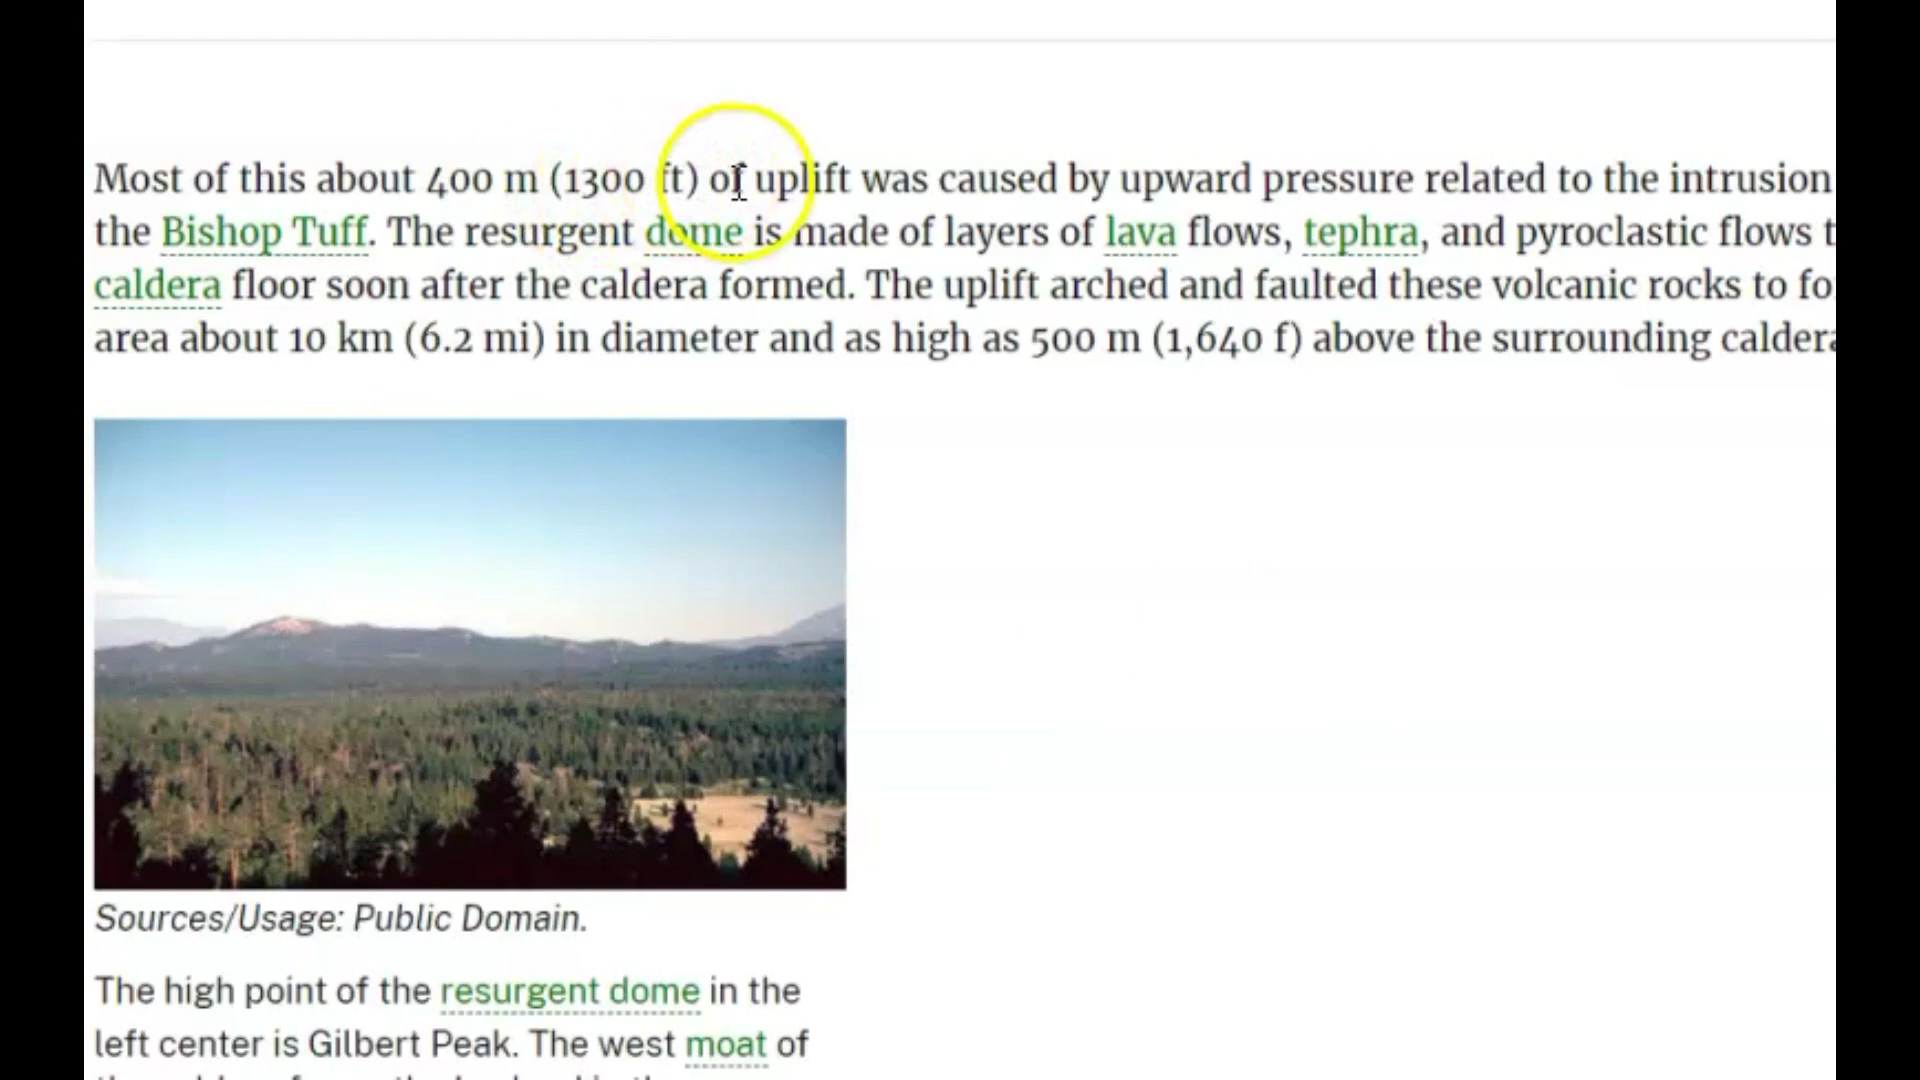 Most of this about 400 m (1300 ft) of uplift was caused by upward pressure related to the intrusion
the Bishop Tuff. The resurgent dome is made of layers of lava flows, tephra, and pyroclastic flows t
caldera floor soon after the caldera formed. The uplift arched and faulted these volcanic rocks to fo
area about 10 km (6.2 mi) in diameter and as high as 500 m (1,640 f) above the surrounding caldera
Sources/Usage: Public Domain.
The high point of the resurgent dome in the
left center is Gilbert Peak. The west moat of